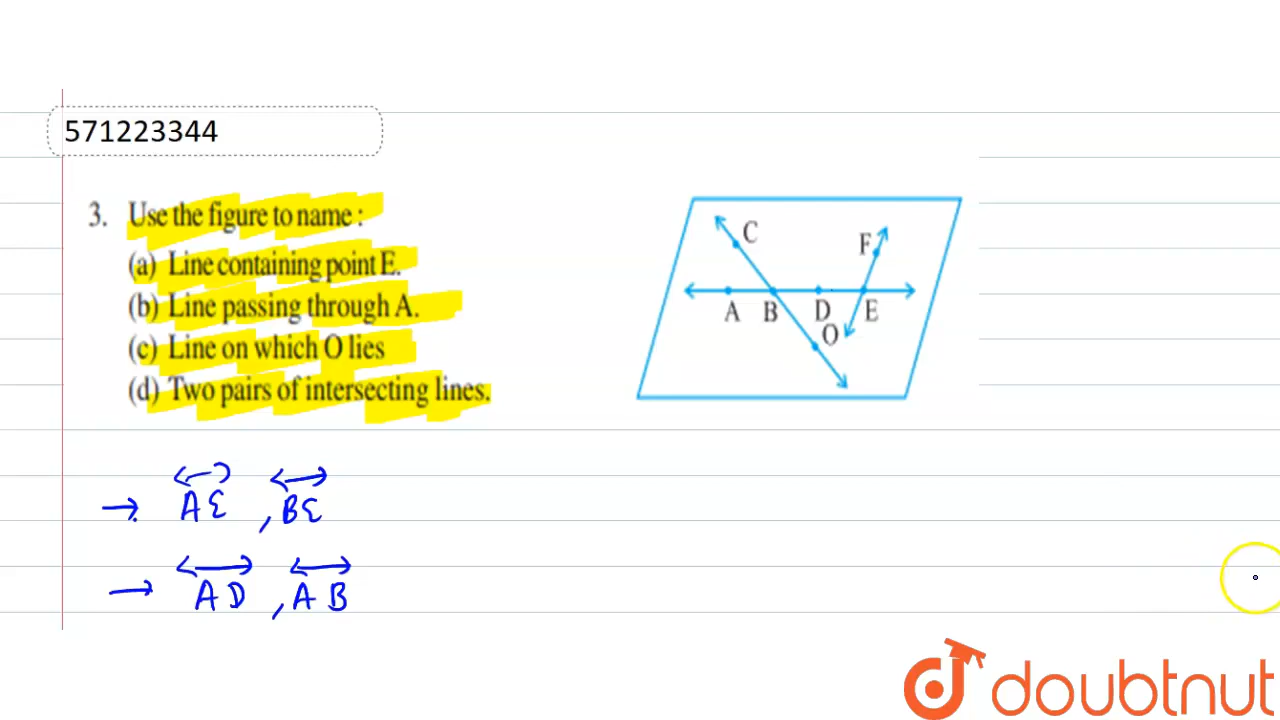 571223344
3. Use the figure to name :
(a) Line containing point E.
(b) Line passing through A.
(c) Line on which O lies
(d) Two pairs of intersecting lines.
C
F
A B D E
O
→ AE , BE
→ AD , AB
doubtnut